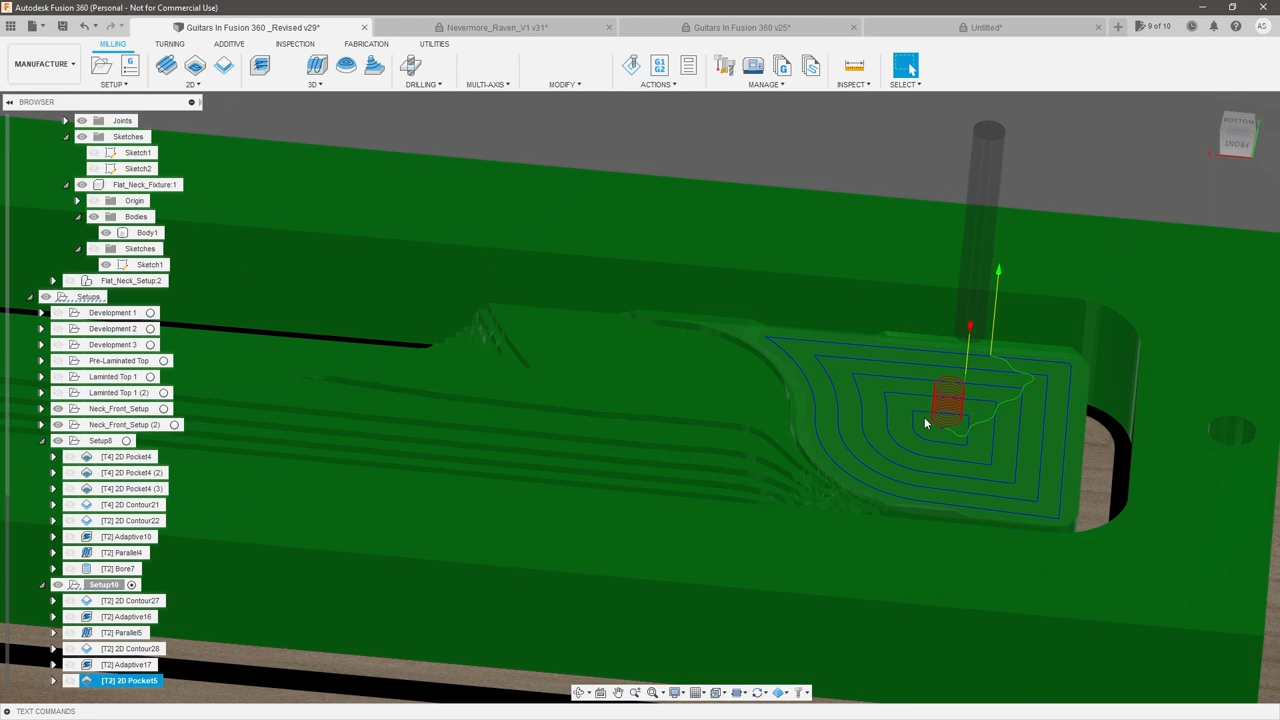 Autodesk Fusion 360 (Personal - Not for Commercial Use)
Guitars In Fusion 360 _Revised v29*
Nevermore_Raven_V1 v31*
Guitars In Fusion 360 v25*
Untitled*
9 of 10
AS
MILLING
TURNING
ADDITIVE
INSPECTION
FABRICATION
UTILITIES
MANUFACTURE
G
G1
G2
G
SETUP
2D
3D
DRILLING
MULTI-AXIS
MODIFY
ACTIONS
MANAGE
INSPECT
SELECT
BROWSER
BOTTOM
FRONT
Joints
Sketches
Sketch1
Sketch2
Flat_Neck_Fixture:1
Origin
Bodies
Body1
Sketches
Sketch1
Flat_Neck_Setup:2
Setups
Development 1
Development 2
Development 3
Pre-Laminated Top
Laminted Top 1
Laminted Top 1 (2)
Neck_Front_Setup
Neck_Front_Setup (2)
Setup8
[T4] 2D Pocket4
[T4] 2D Pocket4 (2)
[T4] 2D Pocket4 (3)
[T4] 2D Contour21
[T2] 2D Contour22
[T2] Adaptive10
[T2] Parallel4
[T2] Bore7
Setup10
[T2] 2D Contour27
[T2] Adaptive16
[T2] Parallel5
[T2] 2D Contour28
[T2] Adaptive17
[T2] 2D Pocket5
TEXT COMMANDS